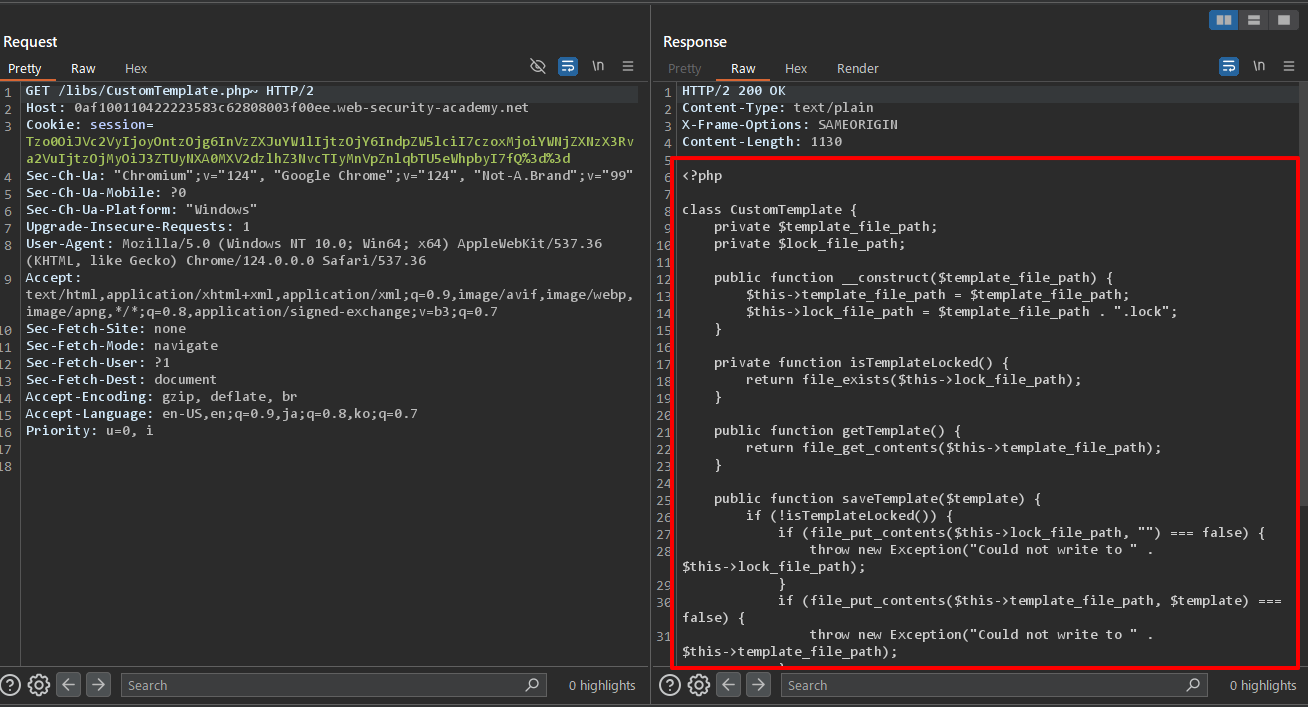 Request
Pretty Raw Hex \n
1 GET /libs/CustomTemplate.php~ HTTP/2
2 Host: 0af100110422223583c62808003f00ee.web-security-academy.net
3 Cookie: session=
Tzo0OiJVc2VyIjoyOntzOjg6InVzZXJuYW1lIjtzOjY6IndpZW5lciI7czoxMjoiYWNjZXNzX3Rv
a2VuIjtzOjMyOiJ3ZTUyNXA0MXV2dzlhZ3NvcTIyMnVpZnlqbTU5eWhpbyI7fQ%3d%3d
4 Sec-Ch-Ua: "Chromium";v="124", "Google Chrome";v="124", "Not-A.Brand";v="99"
5 Sec-Ch-Ua-Mobile: ?0
6 Sec-Ch-Ua-Platform: "Windows"
7 Upgrade-Insecure-Requests: 1
8 User-Agent: Mozilla/5.0 (Windows NT 10.0; Win64; x64) AppleWebKit/537.36
(KHTML, like Gecko) Chrome/124.0.0.0 Safari/537.36
9 Accept:
text/html,application/xhtml+xml,application/xml;q=0.9,image/avif,image/webp,
image/apng,*/*;q=0.8,application/signed-exchange;v=b3;q=0.7
10 Sec-Fetch-Site: none
11 Sec-Fetch-Mode: navigate
12 Sec-Fetch-User: ?1
13 Sec-Fetch-Dest: document
14 Accept-Encoding: gzip, deflate, br
15 Accept-Language: en-US,en;q=0.9,ja;q=0.8,ko;q=0.7
16 Priority: u=0, i
17
18
Search 0 highlights
Response
Pretty Raw Hex Render \n
1 HTTP/2 200 OK
2 Content-Type: text/plain
3 X-Frame-Options: SAMEORIGIN
4 Content-Length: 1130
5
6 <?php
7
8 class CustomTemplate {
9     private $template_file_path;
10     private $lock_file_path;
11
12     public function __construct($template_file_path) {
13         $this->template_file_path = $template_file_path;
14         $this->lock_file_path = $template_file_path . ".lock";
15     }
16
17     private function isTemplateLocked() {
18         return file_exists($this->lock_file_path);
19     }
20
21     public function getTemplate() {
22         return file_get_contents($this->template_file_path);
23     }
24
25     public function saveTemplate($template) {
26         if (!isTemplateLocked()) {
27             if (file_put_contents($this->lock_file_path, "") === false) {
28                 throw new Exception("Could not write to " .
$this->lock_file_path);
29             }
30             if (file_put_contents($this->template_file_path, $template) ===
false) {
31                 throw new Exception("Could not write to " .
$this->template_file_path);
Search 0 highlights